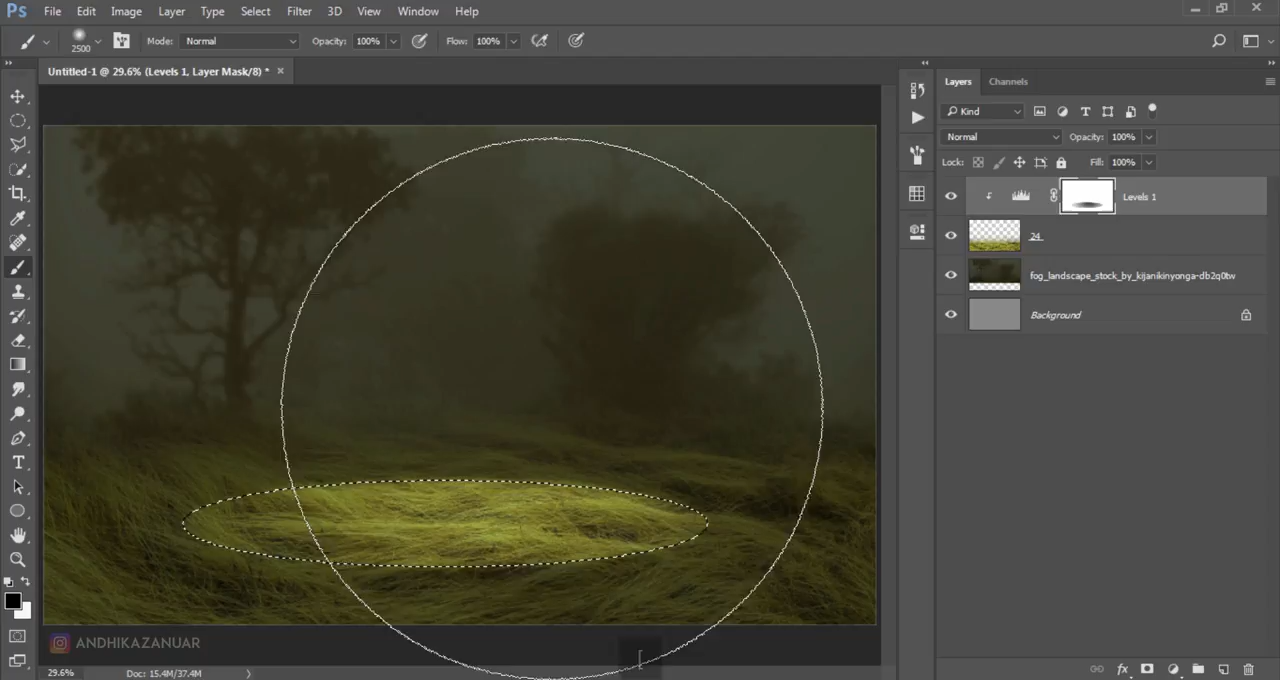 Ps File Edit Image Layer Type Select Filter 3D View Window Help
2500 Mode: Normal Opacity: 100% Flow: 100%
Untitled-1 @ 29.6% (Levels 1, Layer Mask/8) * ×
Layers Channels
Kind
Normal Opacity: 100%
Lock: Fill: 100%
Levels 1
24
fog_landscape_stock_by_kijanikinyonga-db2q0tw
Background
ANDHIKAZANUAR
29.6% Doc: 15.4M/37.4M